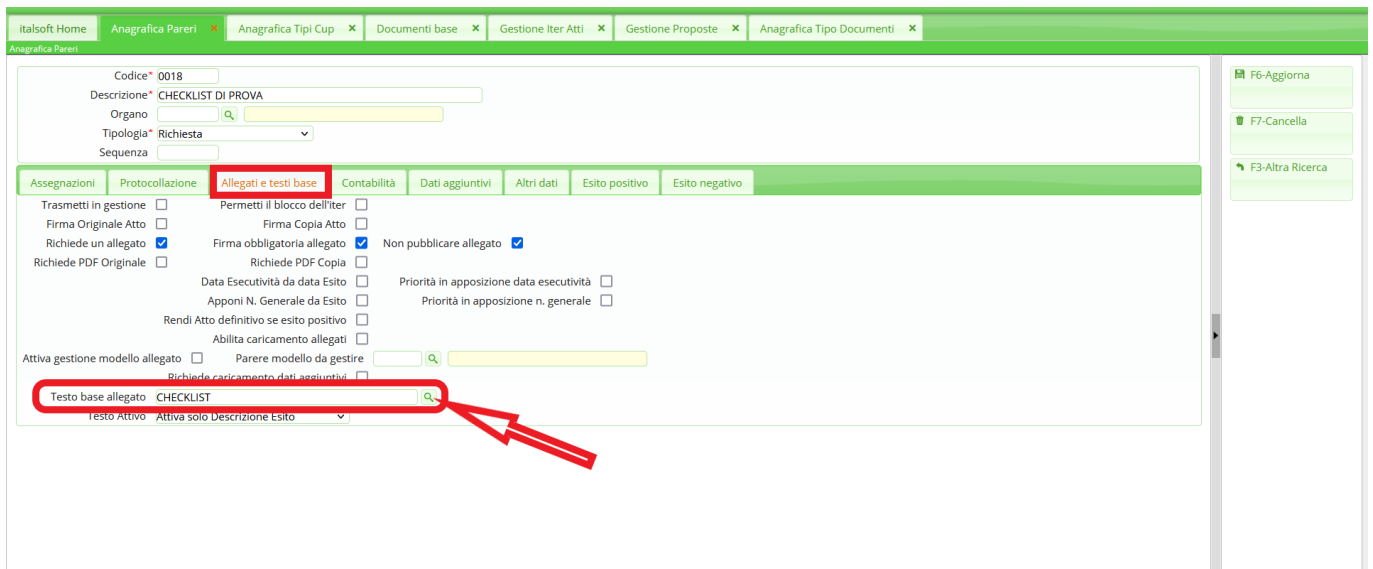 italsoft Home Anagrafica Pareri × Anagrafica Tipi Cup × Documenti base × Gestione Iter Atti × Gestione Proposte × Anagrafica Tipo Documenti ×
Anagrafica Pareri
Codice* 0018
Descrizione* CHECKLIST DI PROVA
Organo
Tipologia* Richiesta
Sequenza
F6-Aggiorna
F7-Cancella
F3-Altra Ricerca
Assegnazioni Protocollazione Allegati e testi base Contabilità Dati aggiuntivi Altri dati Esito positivo Esito negativo
Trasmetti in gestione Permetti il blocco dell'iter
Firma Originale Atto Firma Copia Atto
Richiede un allegato Firma obbligatoria allegato Non pubblicare allegato
Richiede PDF Originale Richiede PDF Copia
Data Esecutività da data Esito Priorità in apposizione data esecutività
Apponi N. Generale da Esito Priorità in apposizione n. generale
Rendi Atto definitivo se esito positivo
Abilita caricamento allegati
Attiva gestione modello allegato Parere modello da gestire
Richiede caricamento dati aggiuntivi
Testo base allegato CHECKLIST
Testo Attivo Attiva solo Descrizione Esito